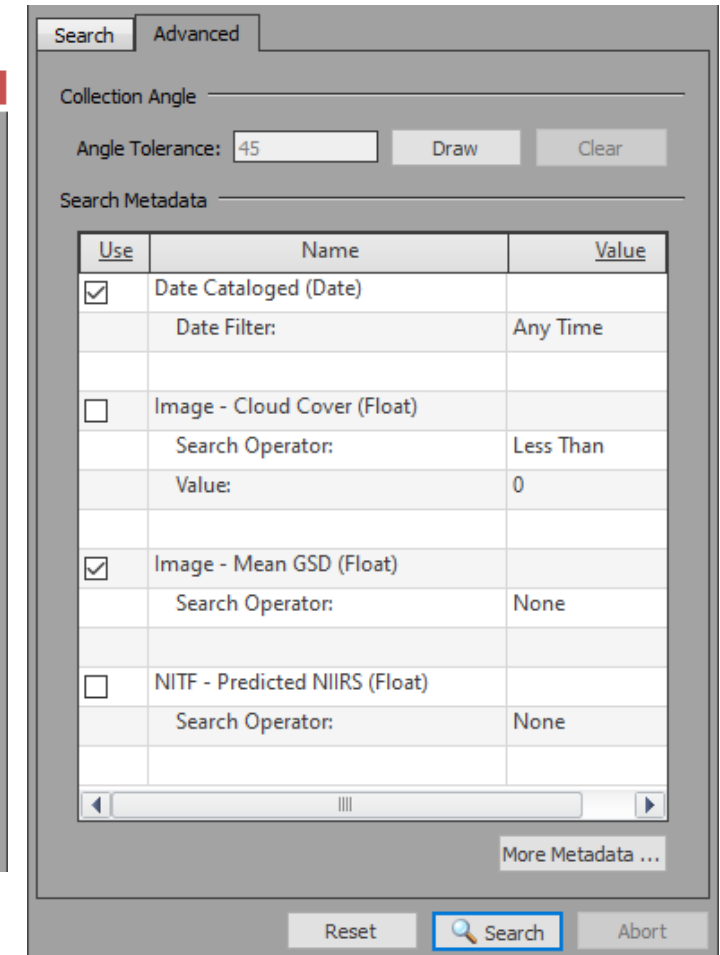 Search Advanced
Collection Angle
Angle Tolerance: 45 Draw Clear
Search Metadata
Use Name Value
Date Cataloged (Date)
Date Filter: Any Time
Image - Cloud Cover (Float)
Search Operator: Less Than
Value: 0
Image - Mean GSD (Float)
Search Operator: None
NITF - Predicted NIIRS (Float)
Search Operator: None
More Metadata ...
Reset Search Abort